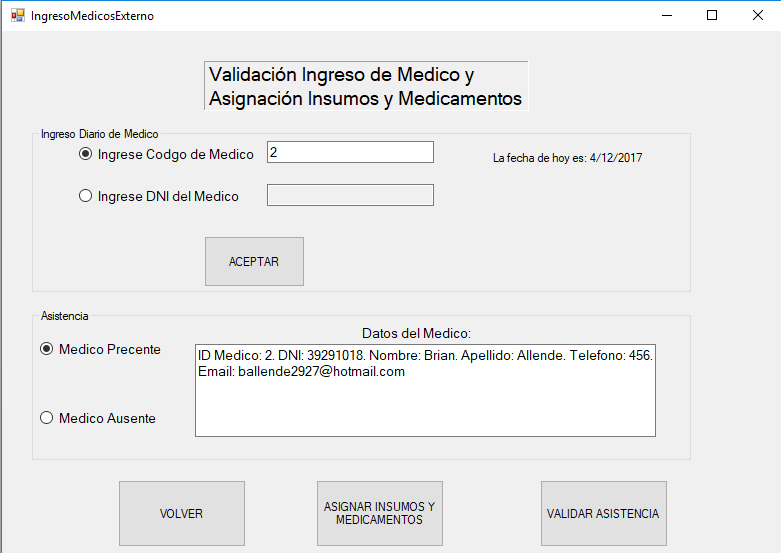 IngresoMedicosExterno
Validación Ingreso de Medico y
Asignación Insumos y Medicamentos
Ingreso Diario de Medico
Ingrese Codgo de Medico
2
La fecha de hoy es: 4/12/2017
Ingrese DNI del Medico
ACEPTAR
Asistencia
Datos del Medico:
Medico Precente
ID Medico: 2. DNI: 39291018. Nombre: Brian. Apellido: Allende. Telefono: 456.
Email: ballende2927@hotmail.com
Medico Ausente
VOLVER
ASIGNAR INSUMOS Y
MEDICAMENTOS
VALIDAR ASISTENCIA